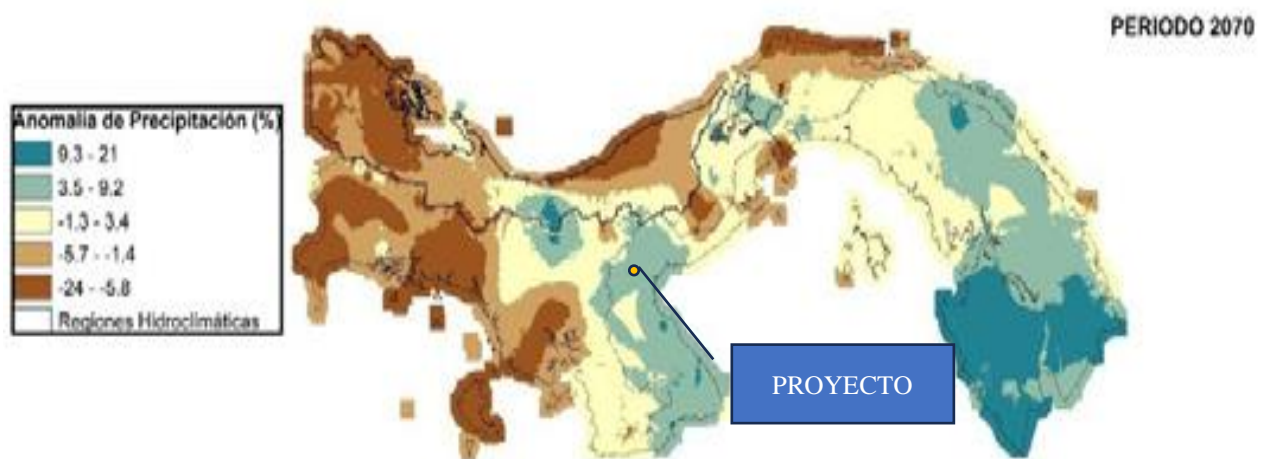 PERIODO 2070
Anomalia de Precipitación (%)
9.3 - 21
3.5 - 9.2
-1.3 - 3.4
-5.7 - -1.4
-24 - -5.8
Regiones Hidroclimáticas
PROYECTO